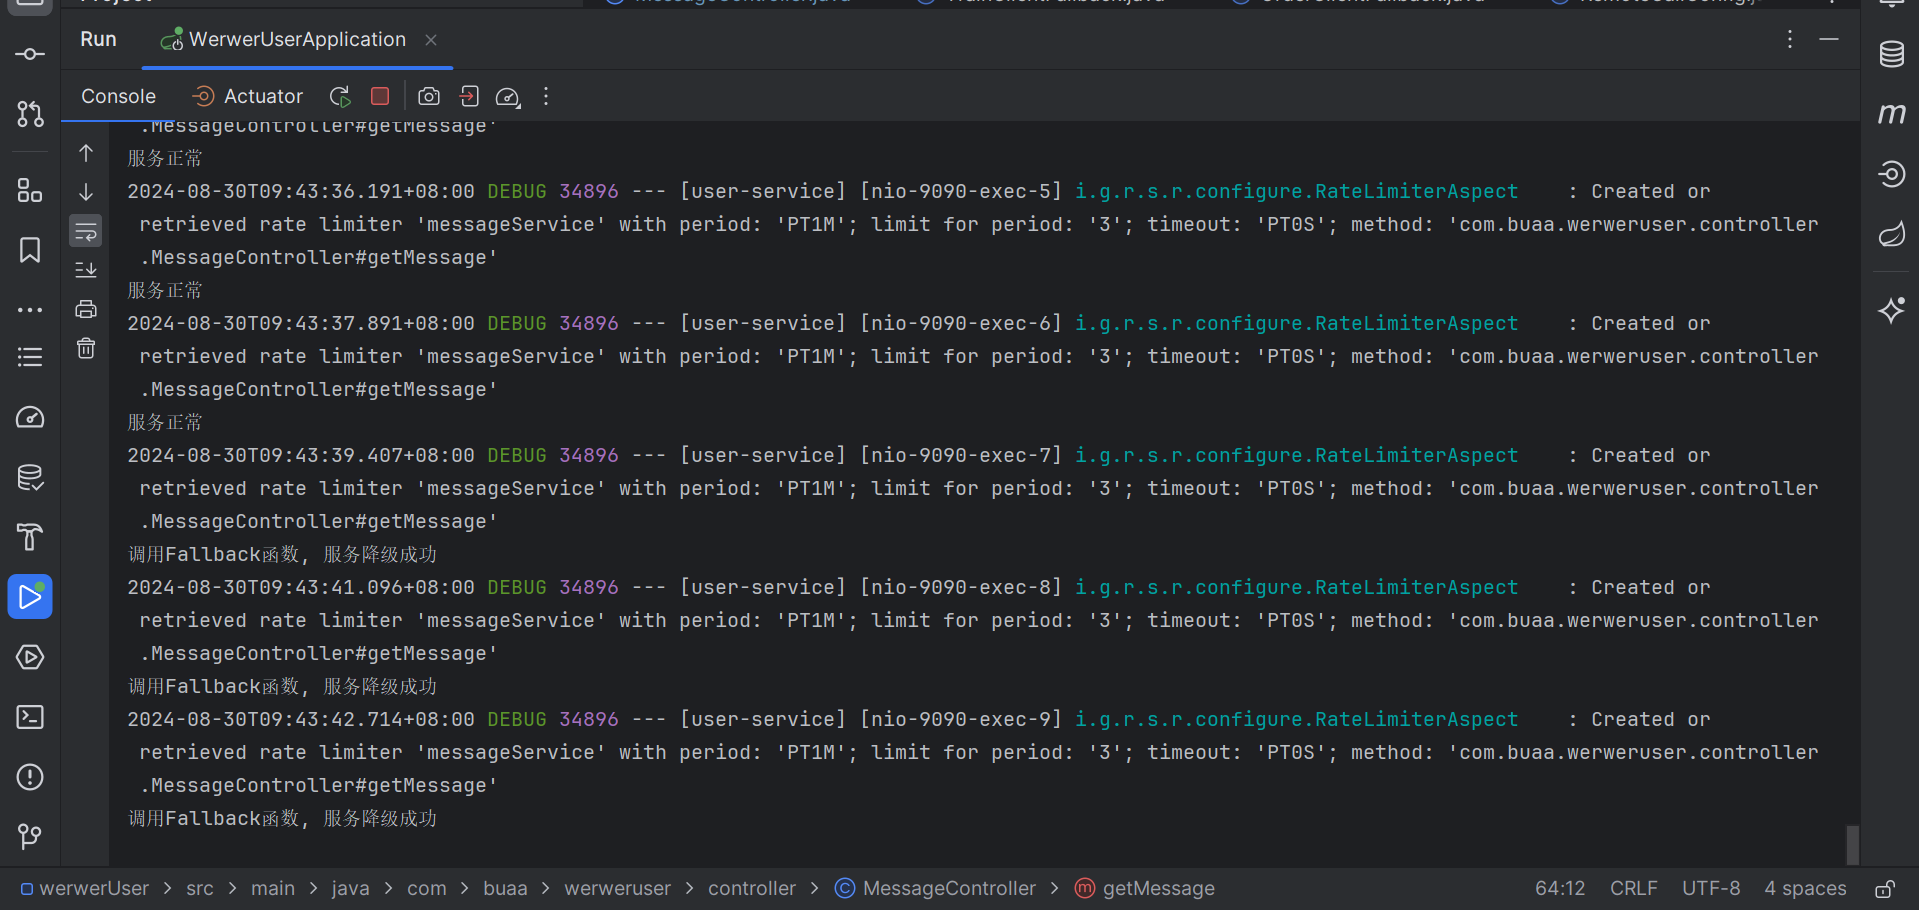 Project
MessageController.java
TrainClientFallback.java
OrderClientFallback.java
RemoteCallConfig.j
Run
WerwerUserApplication
Console
Actuator
.MessageController#getMessage'
服务正常
2024-08-30T09:43:36.191+08:00 DEBUG 34896 --- [user-service] [nio-9090-exec-5] i.g.r.s.r.configure.RateLimiterAspect    : Created or
retrieved rate limiter 'messageService' with period: 'PT1M'; limit for period: '3'; timeout: 'PT0S'; method: 'com.buaa.werweruser.controller
.MessageController#getMessage'
服务正常
2024-08-30T09:43:37.891+08:00 DEBUG 34896 --- [user-service] [nio-9090-exec-6] i.g.r.s.r.configure.RateLimiterAspect    : Created or
retrieved rate limiter 'messageService' with period: 'PT1M'; limit for period: '3'; timeout: 'PT0S'; method: 'com.buaa.werweruser.controller
.MessageController#getMessage'
服务正常
2024-08-30T09:43:39.407+08:00 DEBUG 34896 --- [user-service] [nio-9090-exec-7] i.g.r.s.r.configure.RateLimiterAspect    : Created or
retrieved rate limiter 'messageService' with period: 'PT1M'; limit for period: '3'; timeout: 'PT0S'; method: 'com.buaa.werweruser.controller
.MessageController#getMessage'
调用Fallback函数, 服务降级成功
2024-08-30T09:43:41.096+08:00 DEBUG 34896 --- [user-service] [nio-9090-exec-8] i.g.r.s.r.configure.RateLimiterAspect    : Created or
retrieved rate limiter 'messageService' with period: 'PT1M'; limit for period: '3'; timeout: 'PT0S'; method: 'com.buaa.werweruser.controller
.MessageController#getMessage'
调用Fallback函数, 服务降级成功
2024-08-30T09:43:42.714+08:00 DEBUG 34896 --- [user-service] [nio-9090-exec-9] i.g.r.s.r.configure.RateLimiterAspect    : Created or
retrieved rate limiter 'messageService' with period: 'PT1M'; limit for period: '3'; timeout: 'PT0S'; method: 'com.buaa.werweruser.controller
.MessageController#getMessage'
调用Fallback函数, 服务降级成功
werwerUser > src > main > java > com > buaa > werweruser > controller > MessageController > getMessage
64:12 CRLF UTF-8 4 spaces